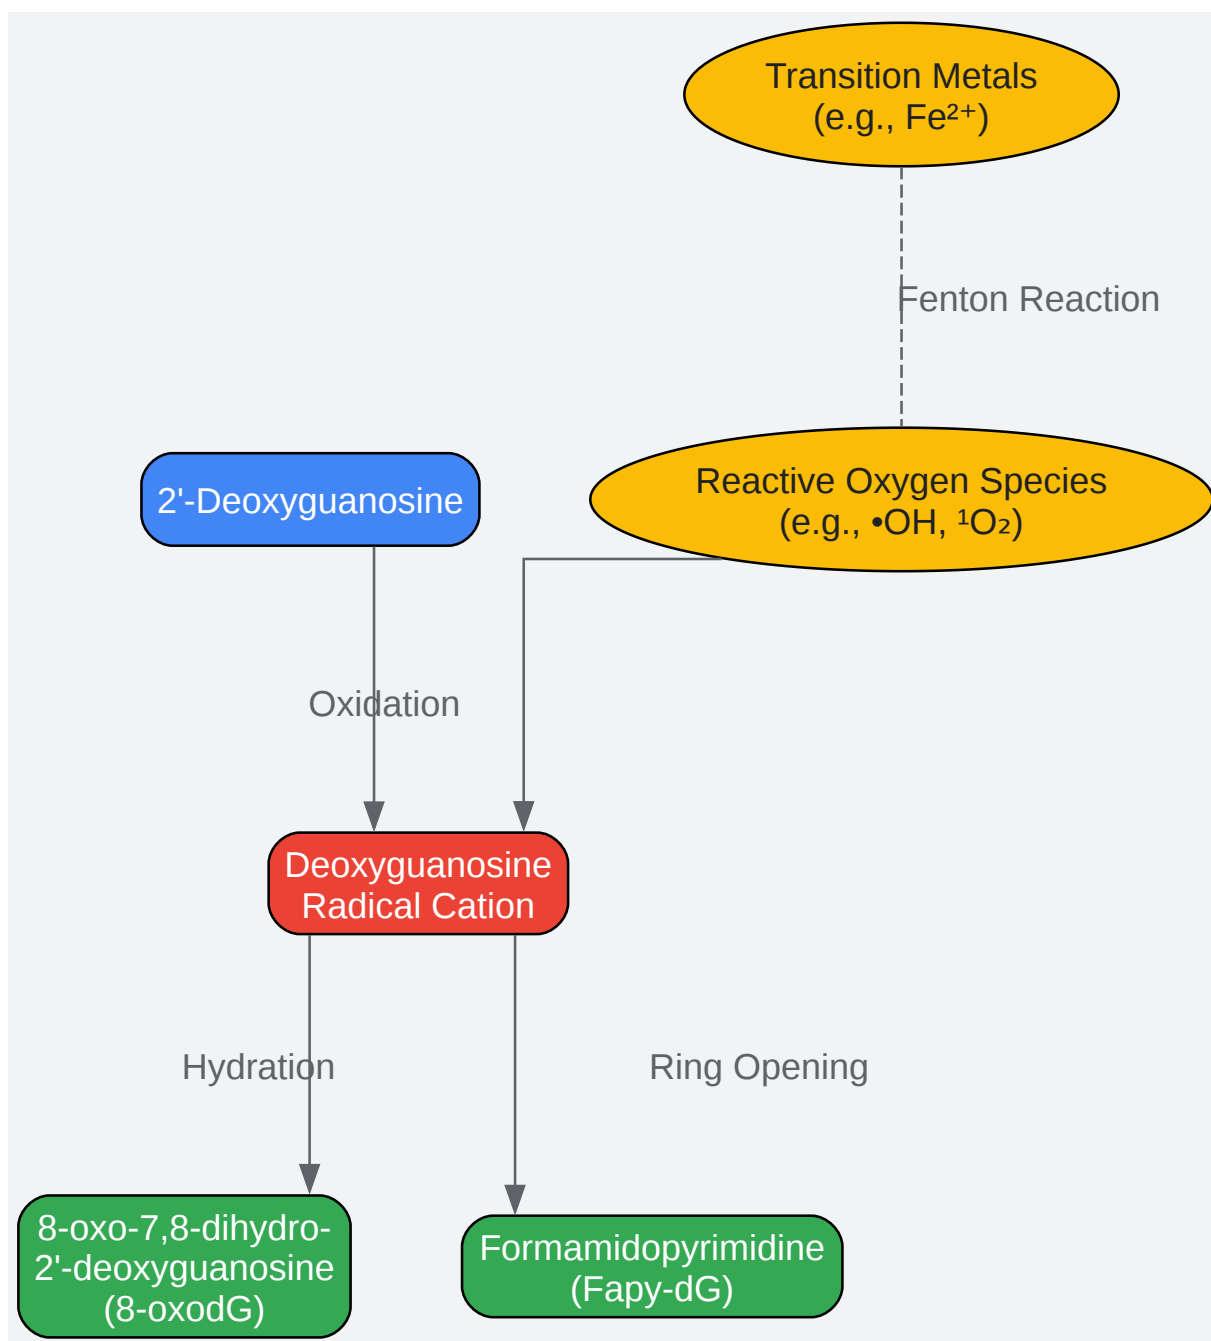 Transition Metals
(e.g., Fe²⁺)
Fenton Reaction
2'-Deoxyguanosine
Reactive Oxygen Species
(e.g., •OH, ¹O₂)
Oxidation
Deoxyguanosine
Radical Cation
Hydration
Ring Opening
8-oxo-7,8-dihydro-
2'-deoxyguanosine
(8-oxodG)
Formamidopyrimidine
(Fapy-dG)